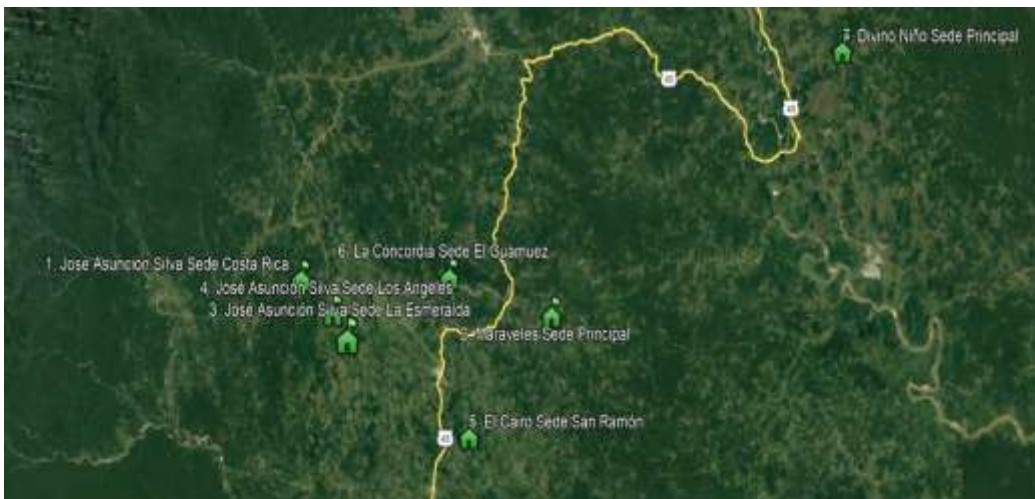 7. Divino Niño Sede Principal
45
45
6. La Concordia Sede El Guamuez
1. José Asunción Silva Sede Costa Rica
4. José Asunción Silva Sede Los Angeles
3. José Asunción Silva Sede La Esmeralda
Maraveles Sede Principal
5. El Cairo Sede San Ramón
45